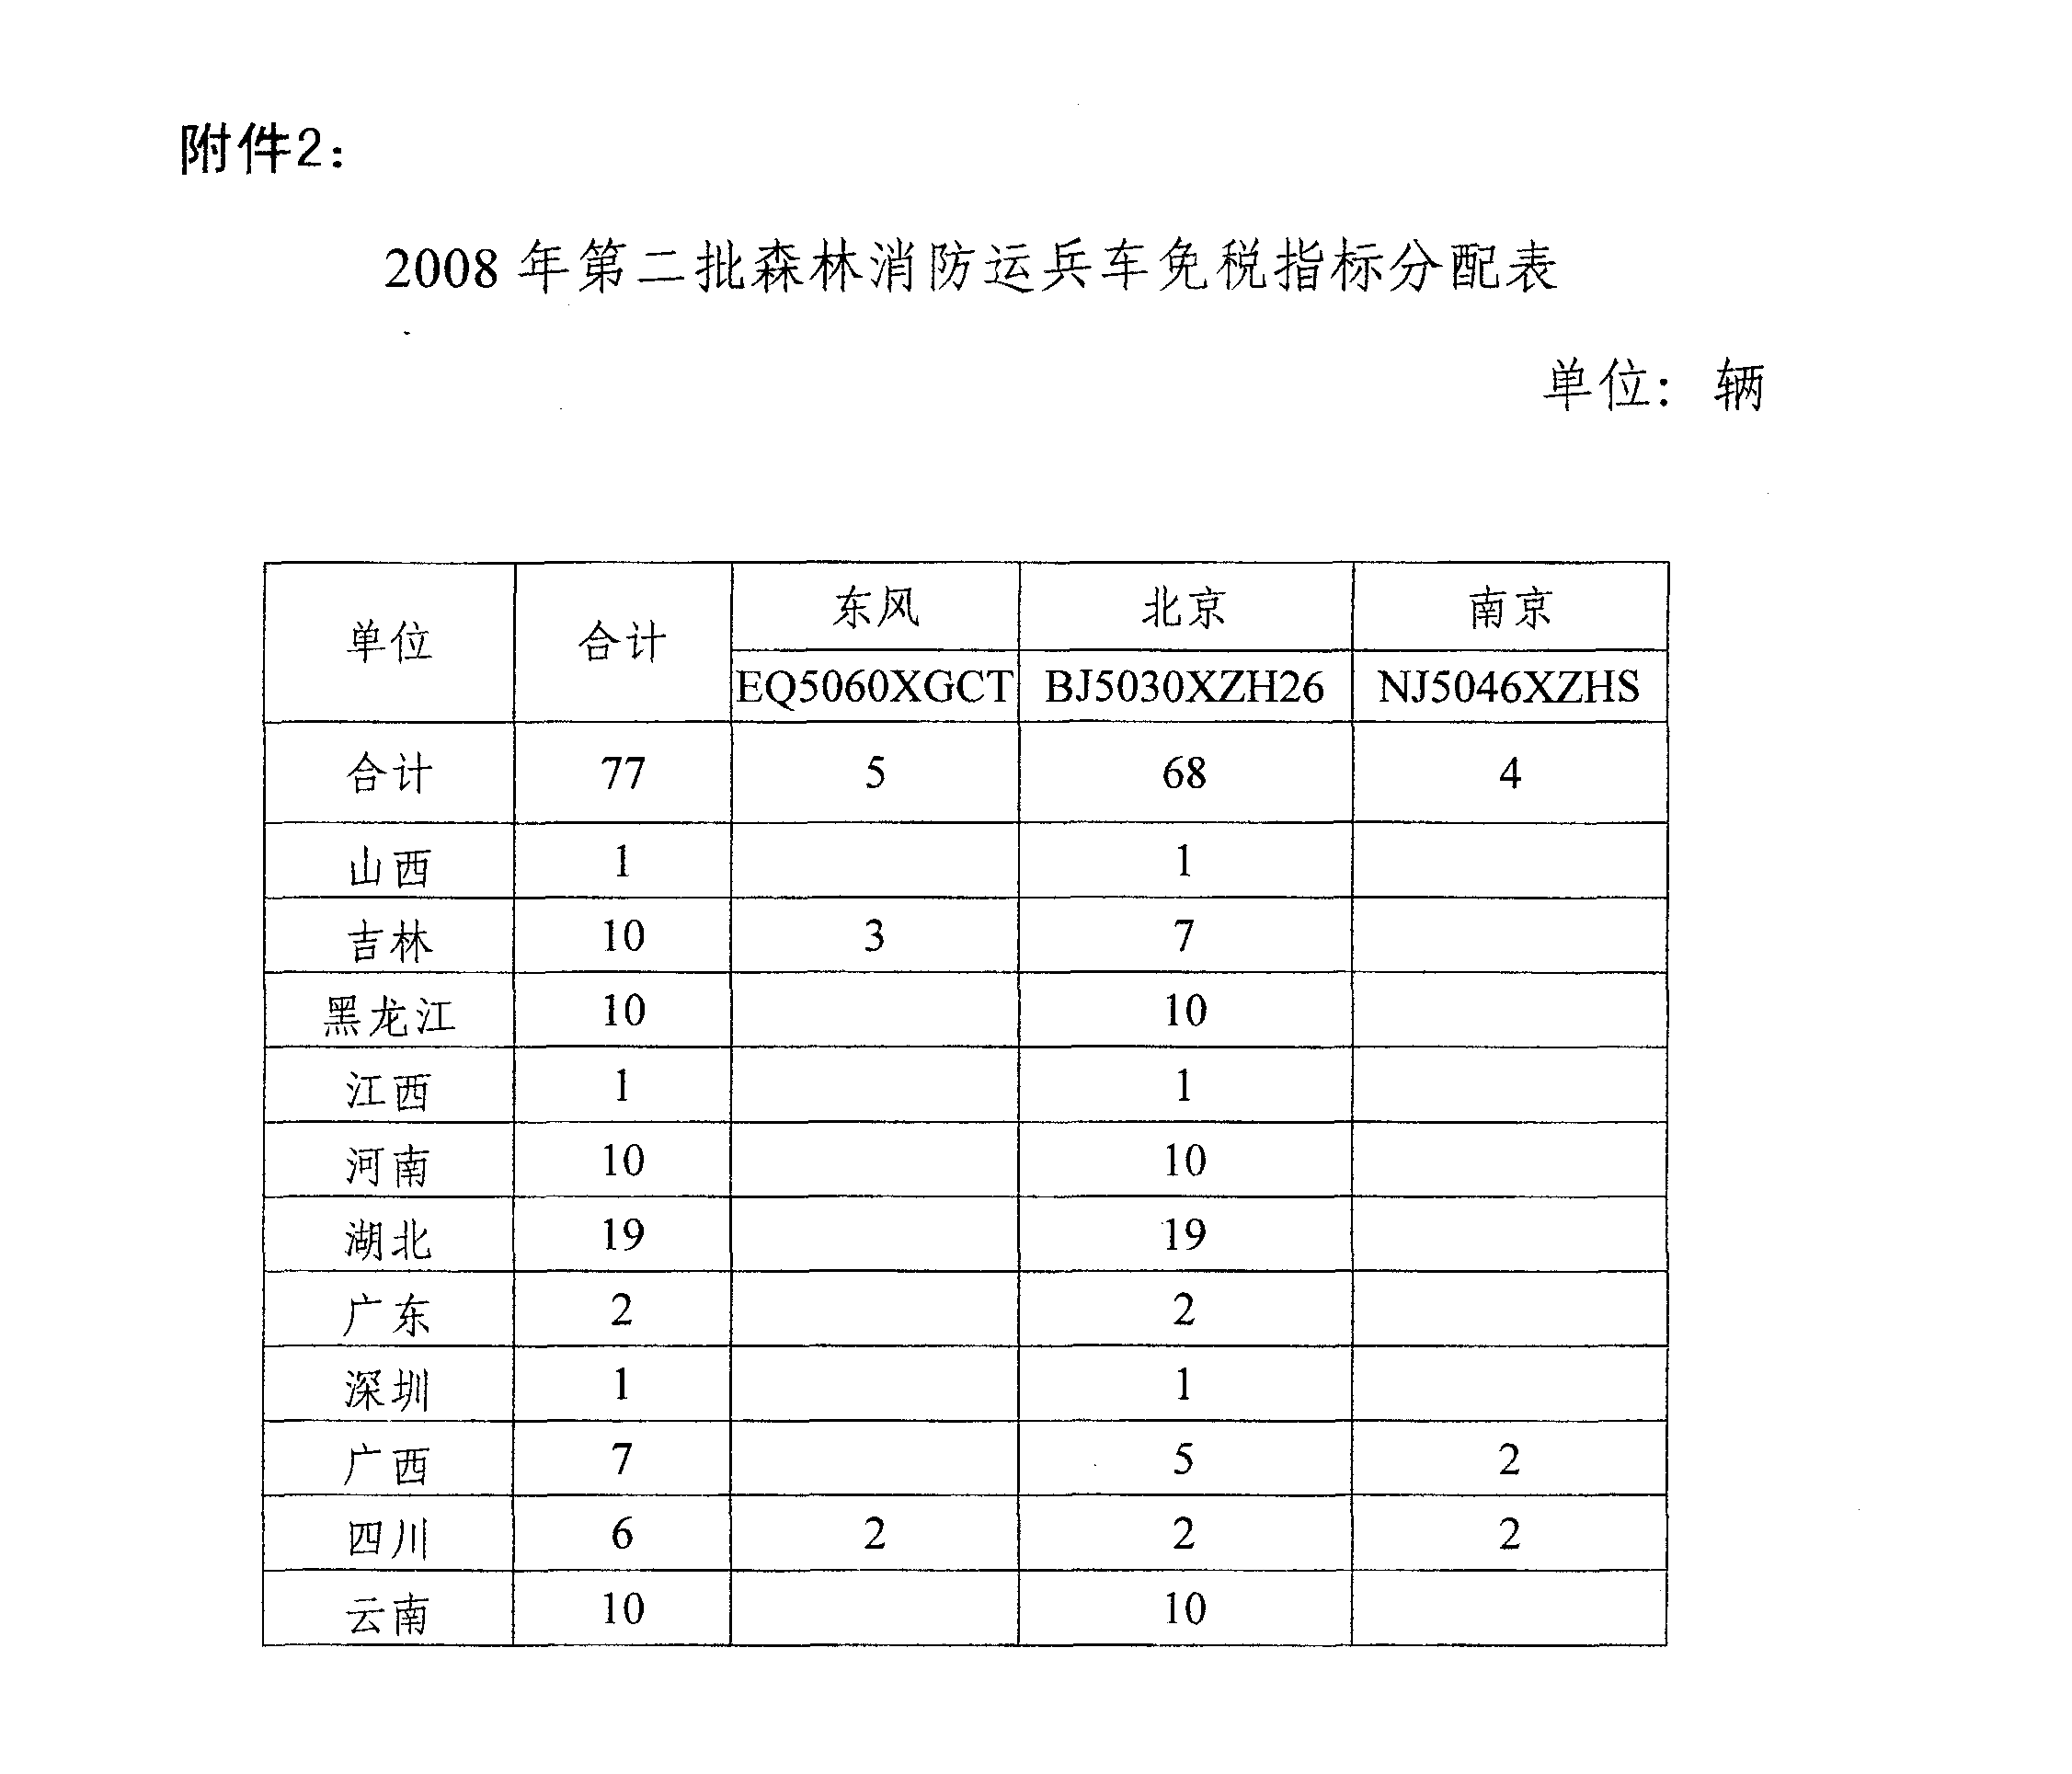 附件2：
2008 年第二批森林消防运兵车免税指标分配表
单位：辆
单位 合计 东风 北京 南京
EQ5060XGCT BJ5030XZH26 NJ5046XZHS
合计 77 5 68 4
山西 1 1
吉林 10 3 7
黑龙江 10 10
江西 1 1
河南 10 10
湖北 19 19
广东 2 2
深圳 1 1
广西 7 5 2
四川 6 2 2 2
云南 10 10